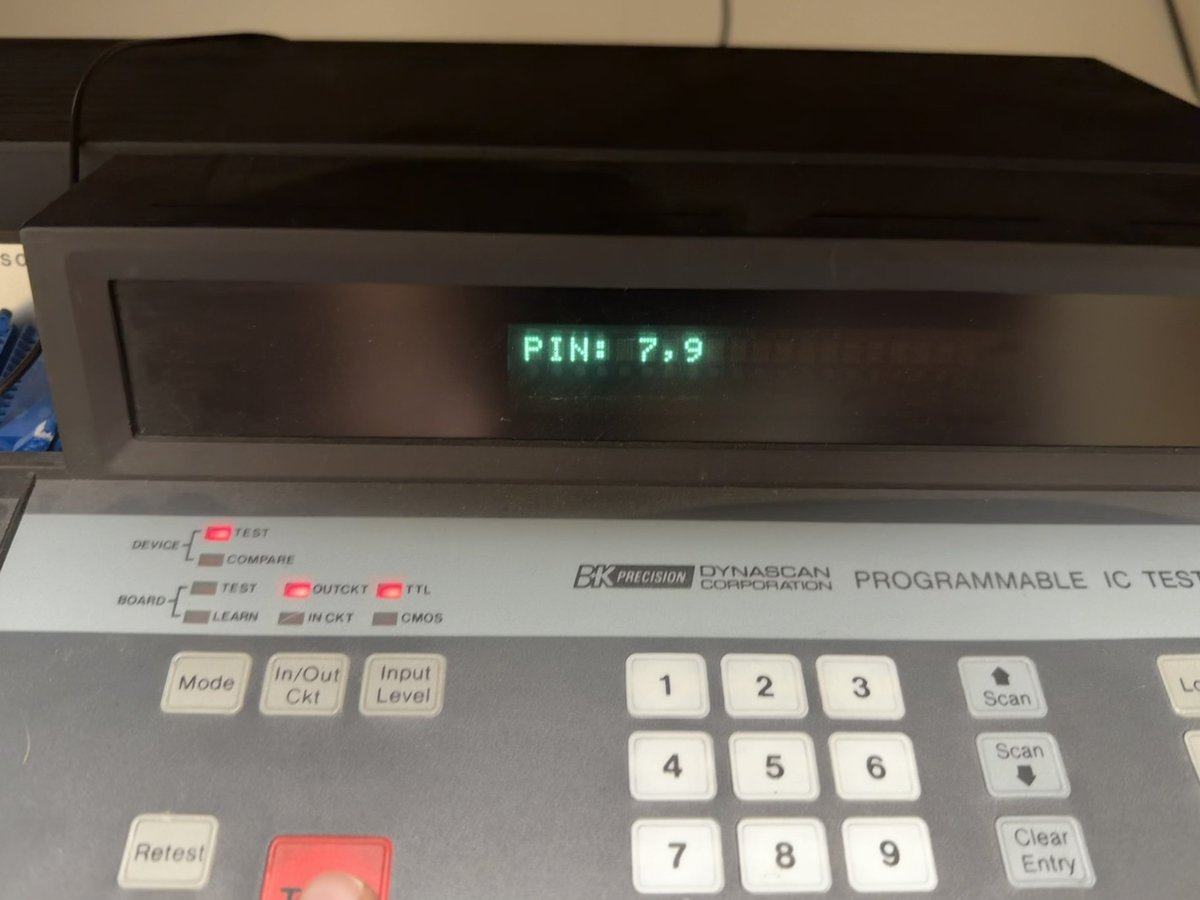 sc
PIN: 7,9
DEVICE
TEST
COMPARE
BOARD
TEST
LEARN
OUTCKT
IN CKT
TTL
CMOS
BK PRECISION
DYNASCAN
CORPORATION
PROGRAMMABLE IC TEST
Mode
In/Out
Ckt
Input
Level
1
2
3
Scan
4
5
6
Scan
Retest
7
8
9
Clear
Entry